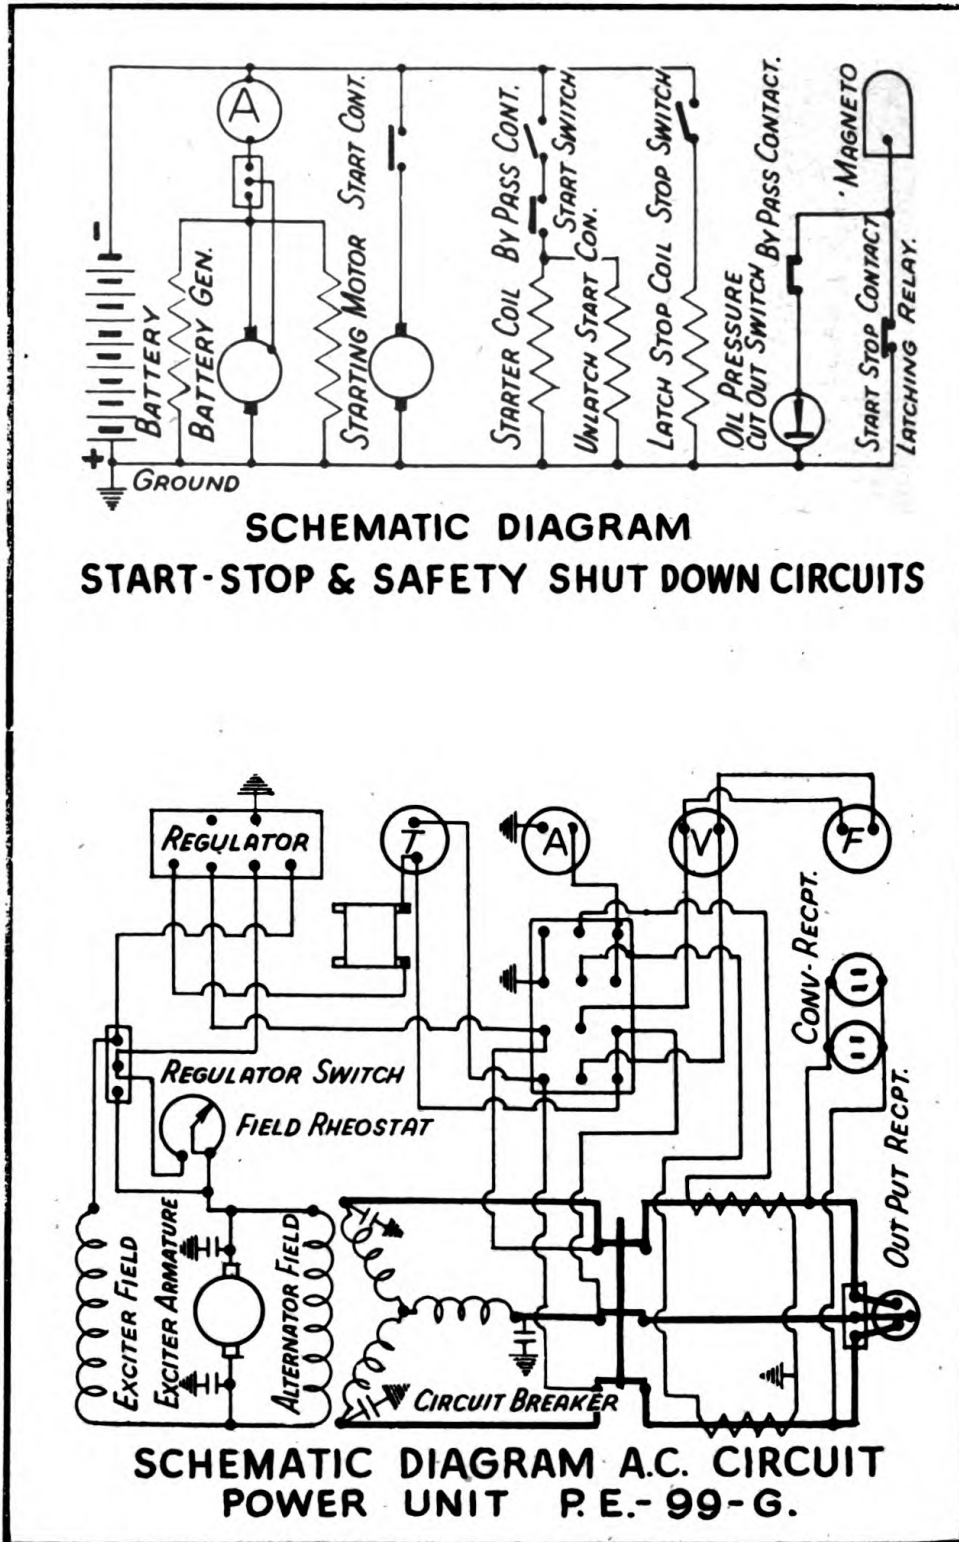 A
-
BATTERY
BATTERY GEN.
STARTING MOTOR START CONT.
STARTER COIL BY PASS CONT.
START SWITCH
UNLATCH START CON.
LATCH STOP COIL STOP SWITCH
OIL PRESSURE
CUT OUT SWITCH BY PASS CONTACT.
MAGNETO
START STOP CONTACT
LATCHING RELAY.
+
GROUND
SCHEMATIC DIAGRAM
START-STOP & SAFETY SHUT DOWN CIRCUITS
REGULATOR
T
A
V
F
CONV-RECPT.
REGULATOR SWITCH
FIELD RHEOSTAT
OUT PUT RECPT.
EXCITER FIELD
EXCITER ARMATURE
ALTERNATOR FIELD
CIRCUIT BREAKER
SCHEMATIC DIAGRAM A.C. CIRCUIT
POWER UNIT P.E.-99-G.